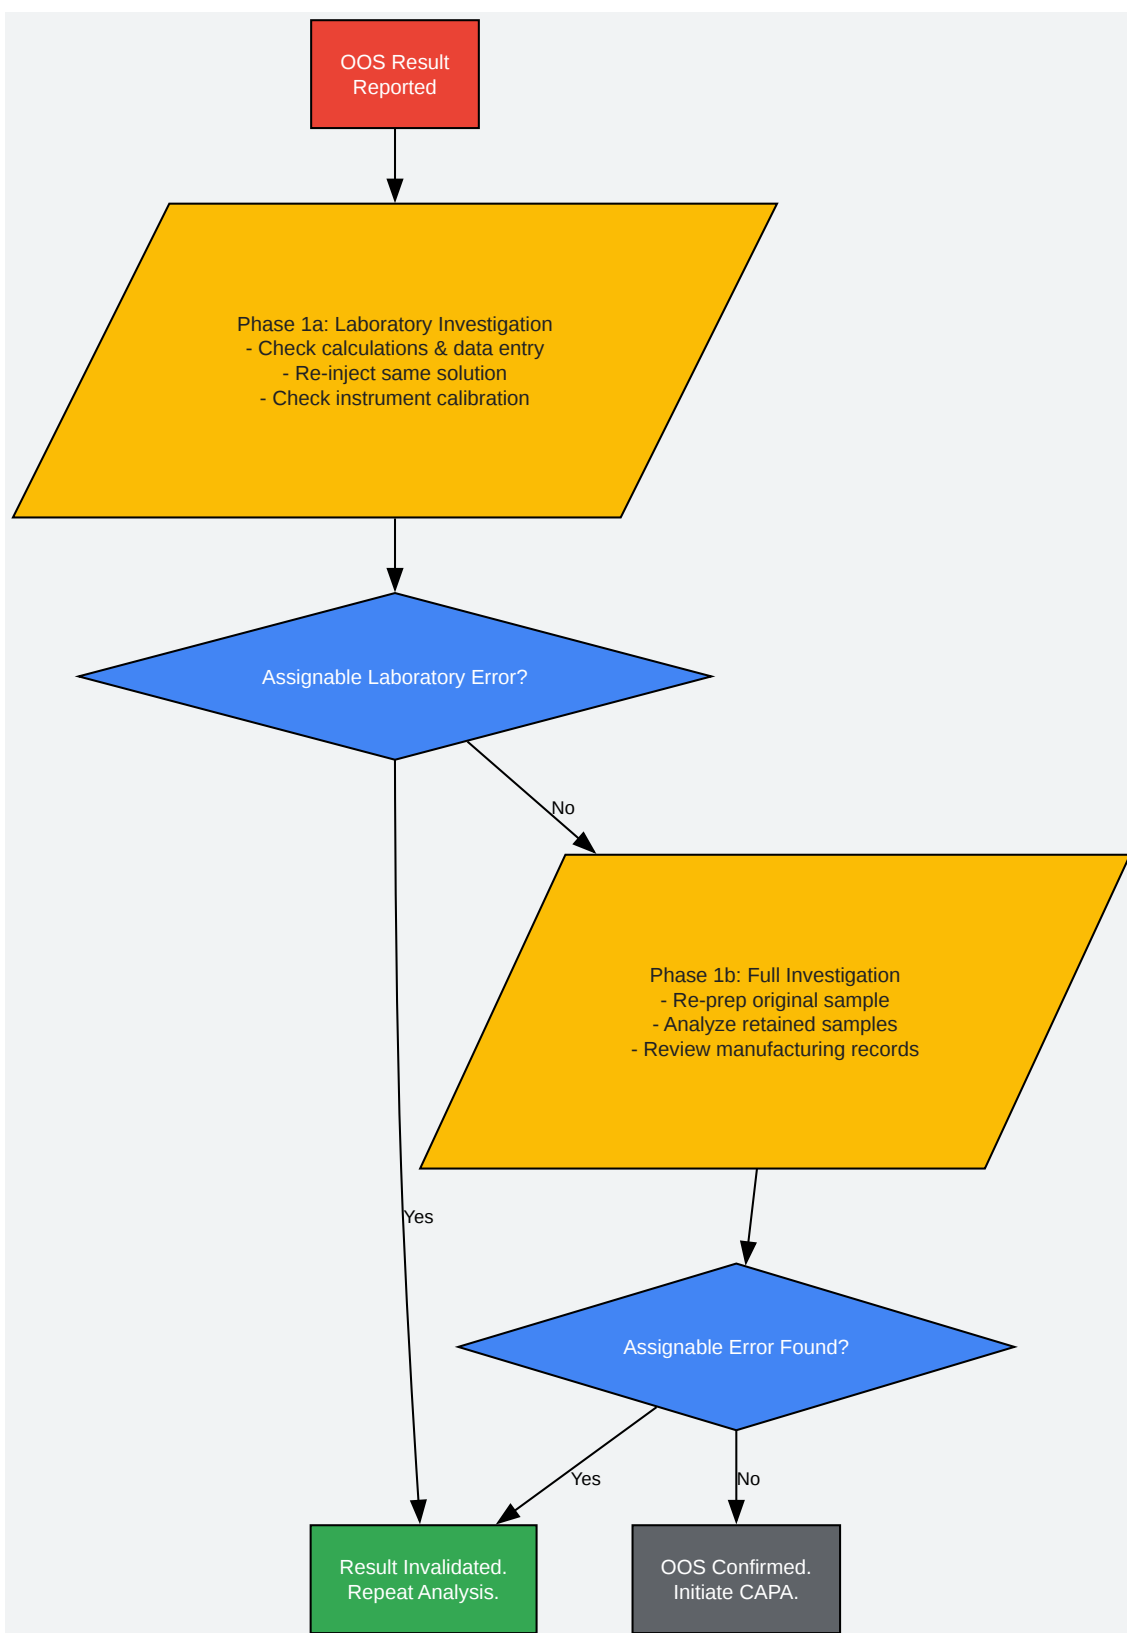 OOS Result
Reported
Phase 1a: Laboratory Investigation
- Check calculations & data entry
- Re-inject same solution
- Check instrument calibration
Assignable Laboratory Error?
No
Phase 1b: Full Investigation
- Re-prep original sample
- Analyze retained samples
- Review manufacturing records
Yes
Assignable Error Found?
Yes
No
Result Invalidated.
Repeat Analysis.
OOS Confirmed.
Initiate CAPA.